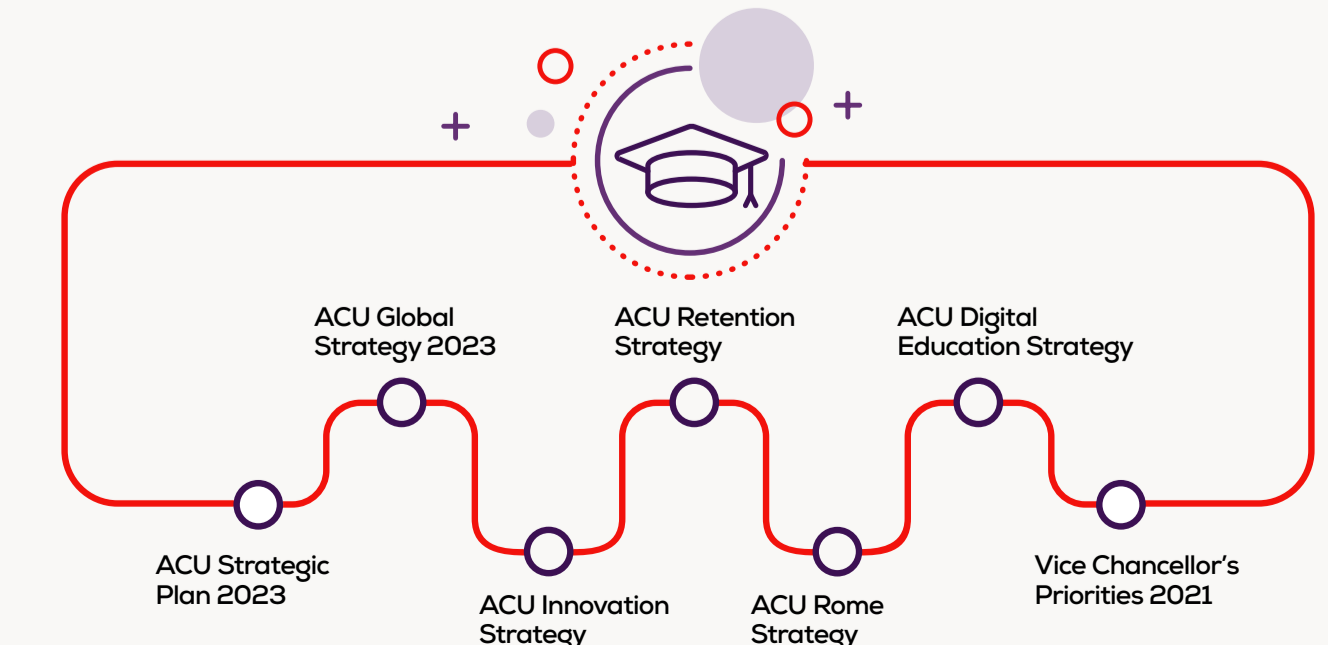 ACU Global
Strategy 2023
ACU Retention
Strategy
ACU Digital
Education Strategy
ACU Strategic
Plan 2023
ACU Innovation
Strategy
ACU Rome
Strategy
Vice Chancellor’s
Priorities 2021